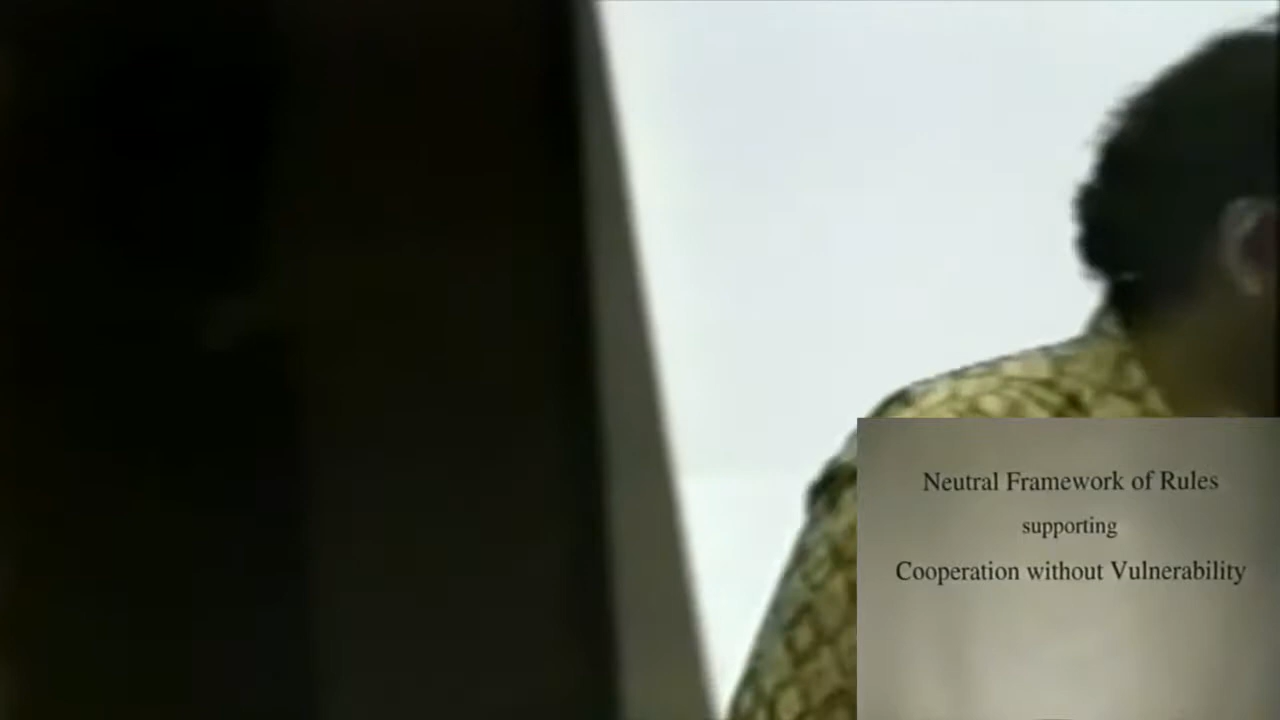 Neutral Framework of Rules
supporting
Cooperation without Vulnerability